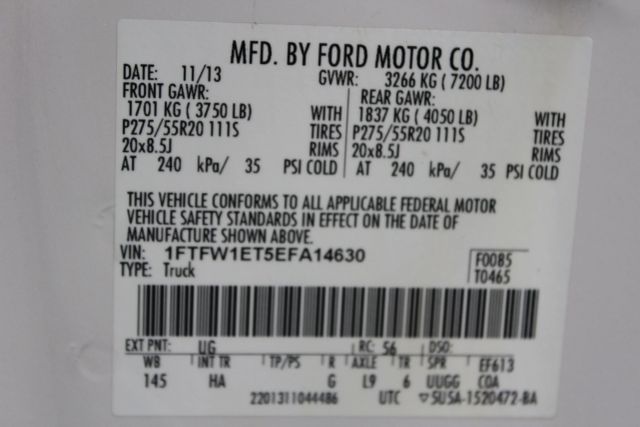 MFD. BY FORD MOTOR CO.
DATE: 11/13 GVWR: 3266 KG ( 7200 LB)
FRONT GAWR: REAR GAWR:
1701 KG ( 3750 LB) WITH 1837 KG ( 4050 LB) WITH
P275/55R20 111S TIRES P275/55R20 111S TIRES
20x8.5J RIMS 20x8.5J RIMS
AT 240 kPa/ 35 PSI COLD AT 240 kPa/ 35 PSI COLD
THIS VEHICLE CONFORMS TO ALL APPLICABLE FEDERAL MOTOR
VEHICLE SAFETY STANDARDS IN EFFECT ON THE DATE OF
MANUFACTURE SHOWN ABOVE.
VIN: 1FTFW1ET5EFA14630 F0085
TYPE: Truck T0465
EXT PNT: UG RC: 56 DSO:
WB INT TR TP/PS R AXLE TR SPR EF613
145 HA G L9 6 UUGG COA
2201311044486 UTC ▽5USA-1520472-BA